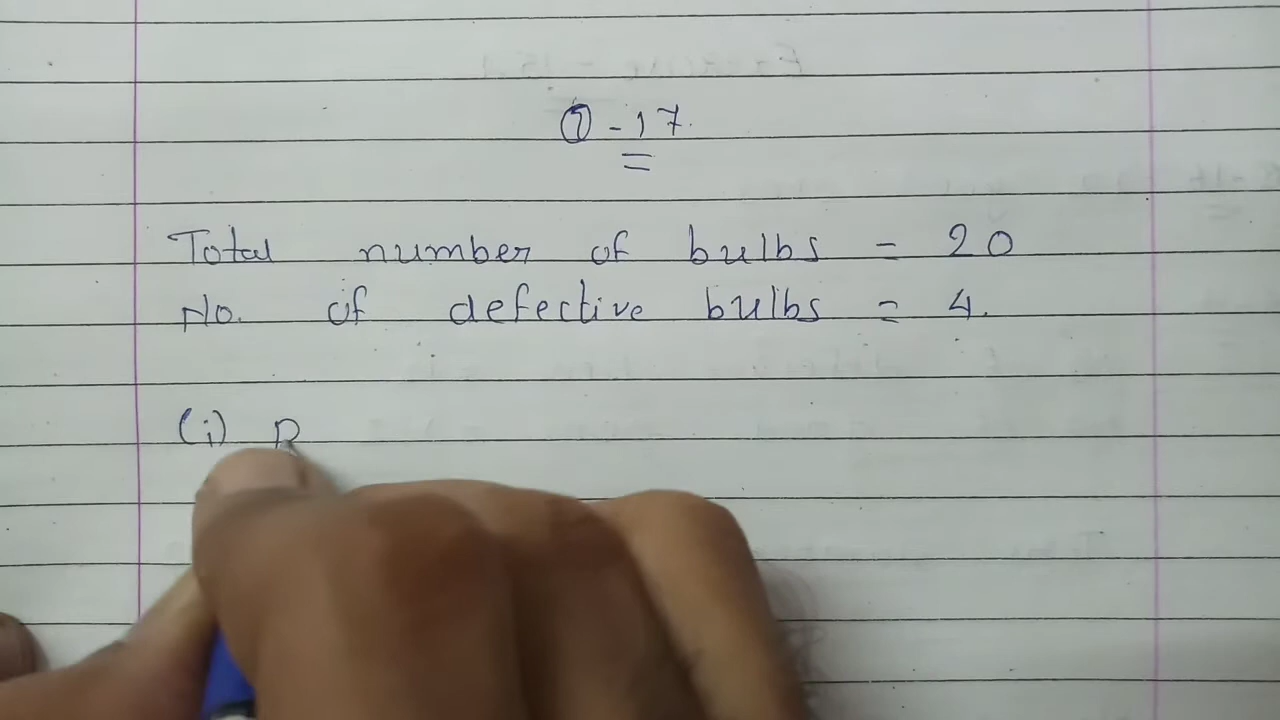 Q-17.
Total number of bulbs = 20
No. of defective bulbs = 4.
(i) P